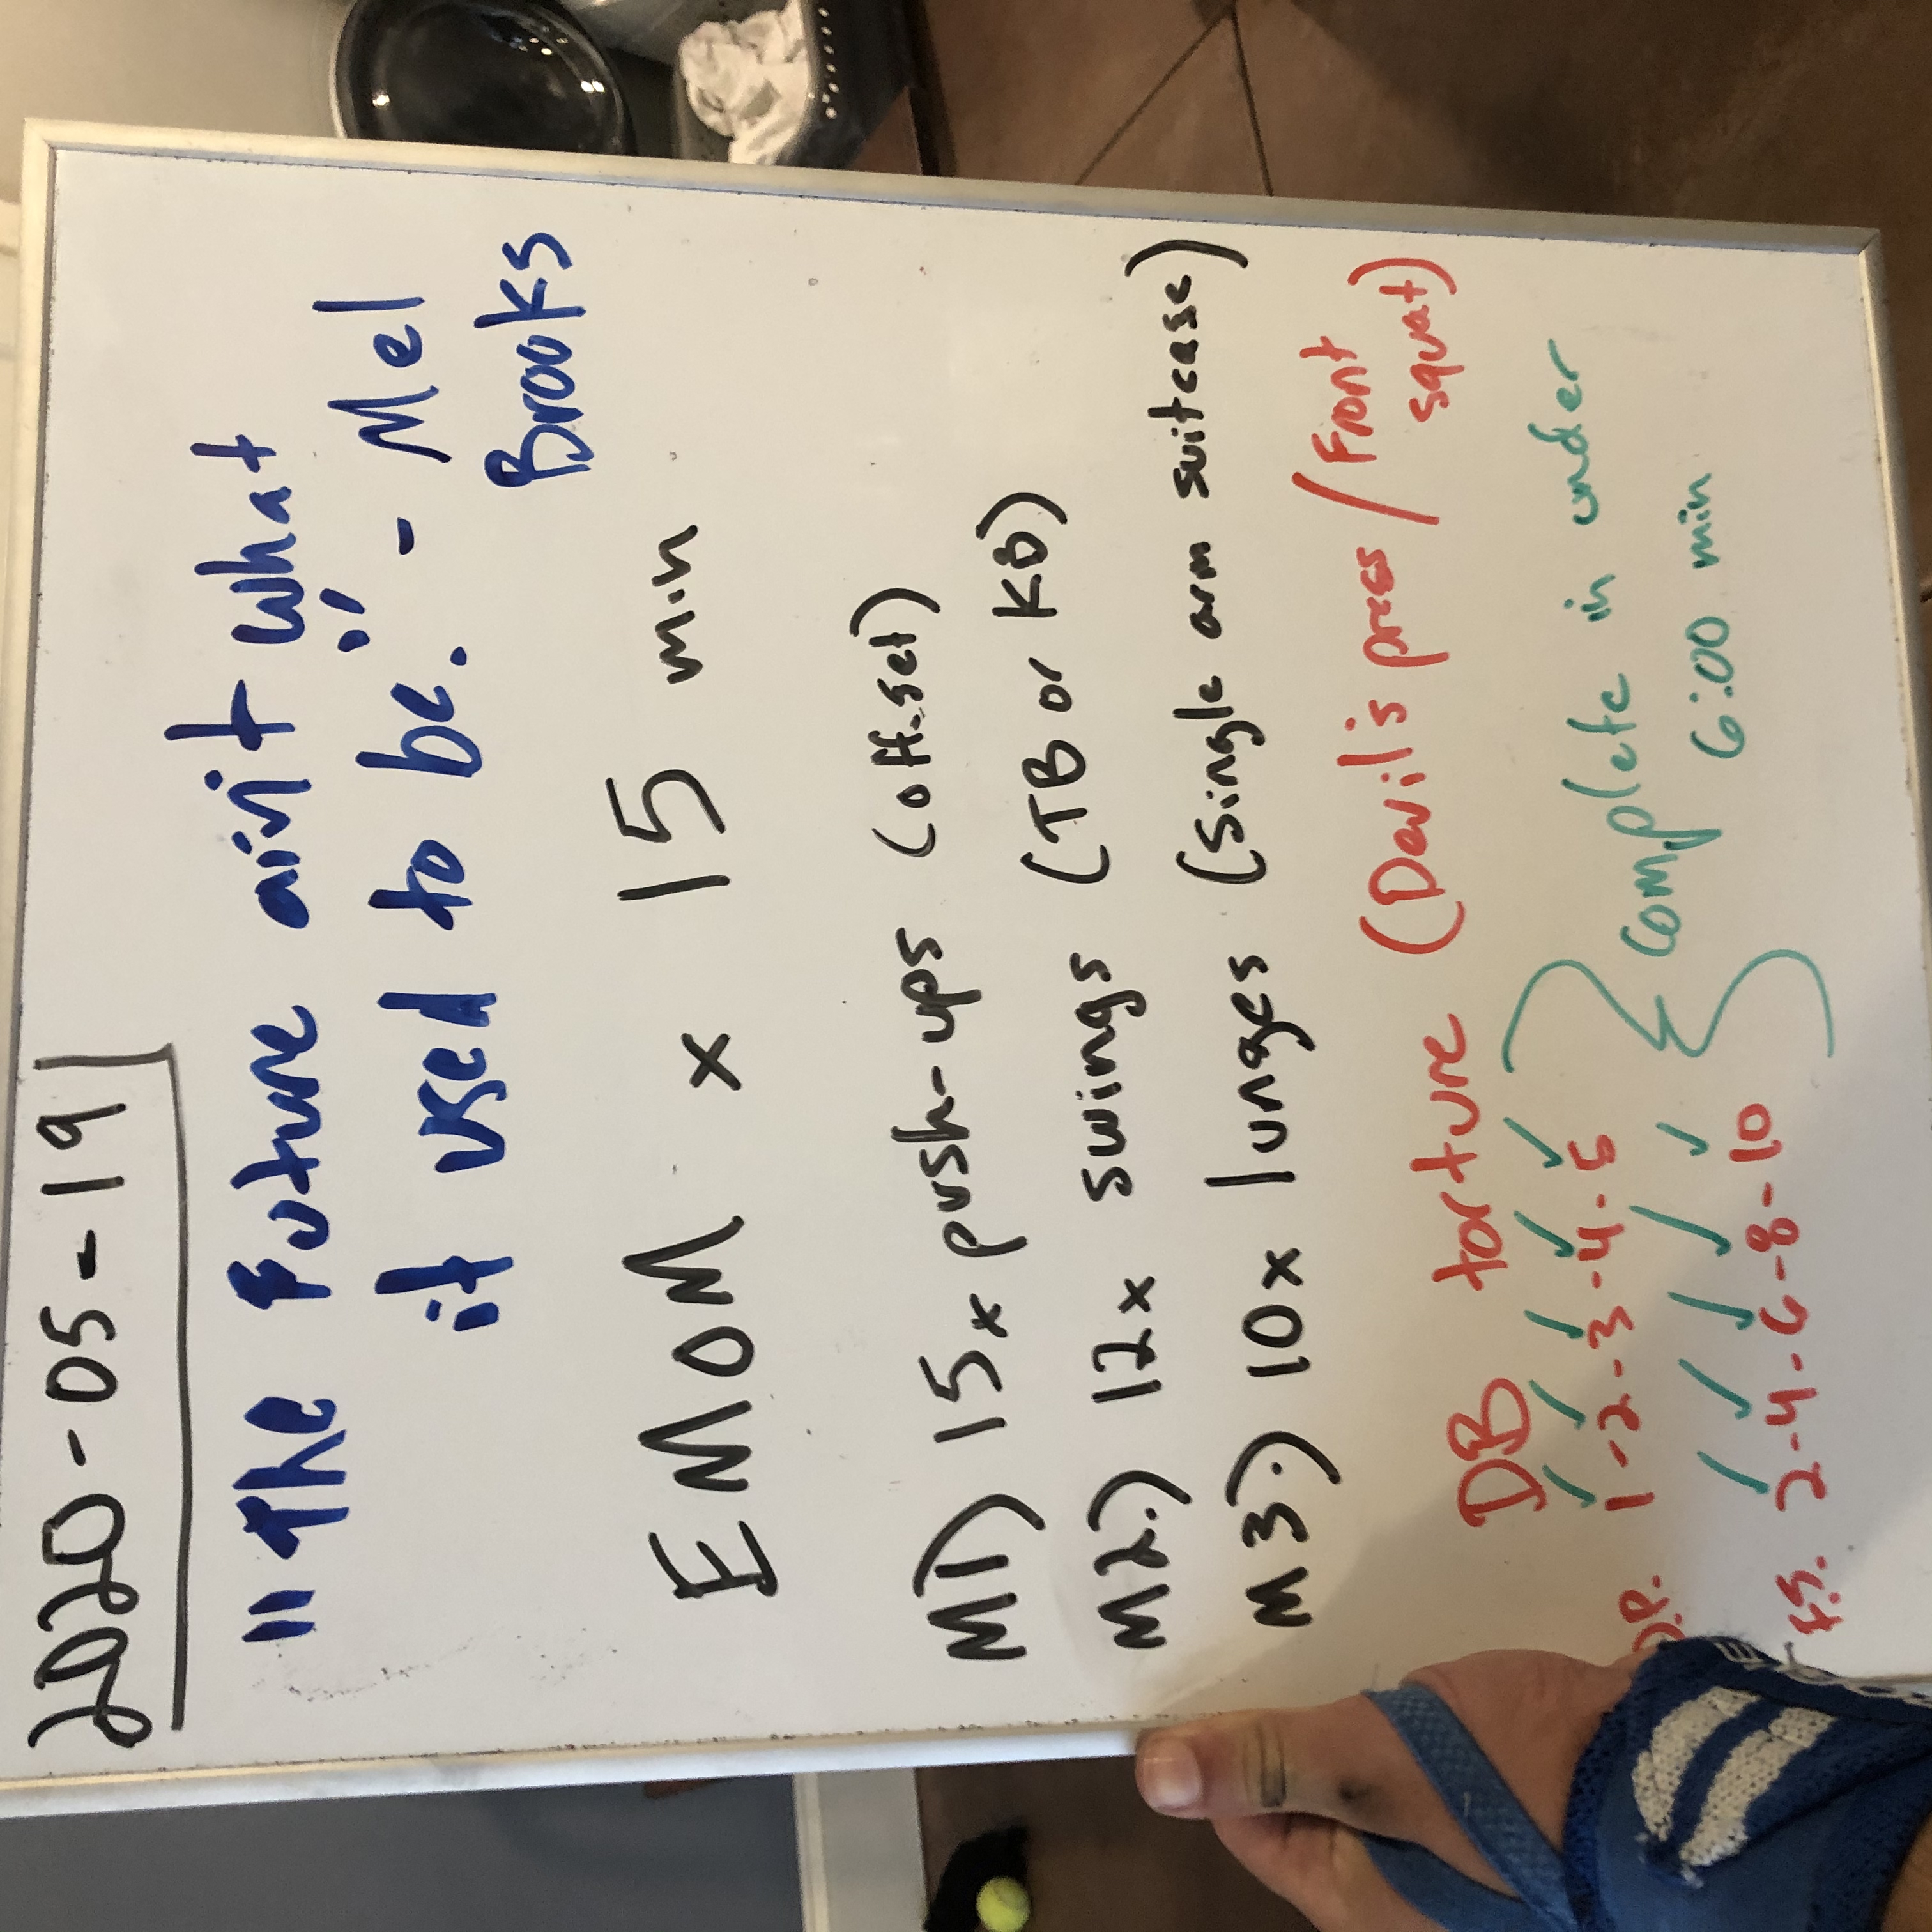 2020-05-19
"The Future ain't what
it used to be." - Mel
Brooks
EMOM x 15 min
M1) 15x push-ups (off-set)
M2.) 12x swings (TB or KB)
M3.) 10x lunges (single arm suitcase)
DB torture (Devil's press / Front
squat)
D.P. 1-2-3-4-5
F.S. 2-4-6-8-10
Complete in under
6:00 min